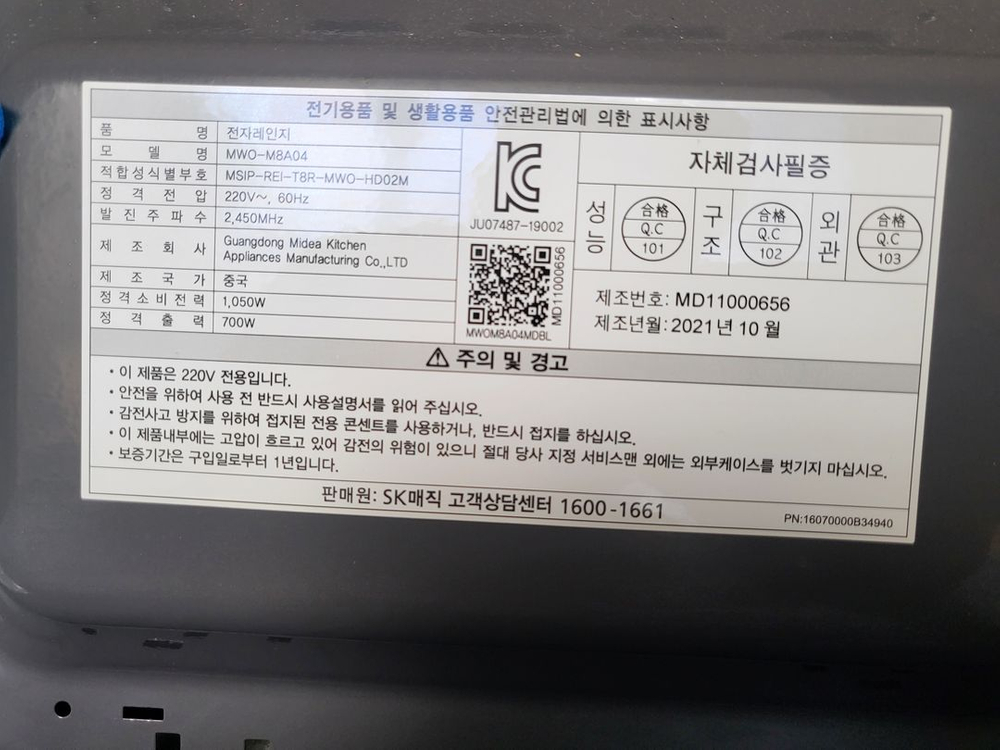 전기용품 및 생활용품 안전관리법에 의한 표시사항
품 명 전자레인지
모 델 명 MWO-M8A04
적합성식별부호 MSIP-REI-T8R-MWO-HD02M
정 격 전 압 220V~, 60Hz
발 진 주 파 수 2,450MHz
제 조 회 사 Guangdong Midea Kitchen
Appliances Manufacturing Co.,LTD
제 조 국 가 중국
정격소비전력 1,050W
정 격 출 력 700W
KC
JU07487-19002
MD11000656
MWOM8A04MDBL
자체검사필증
성능 合格 Q.C 101
구조 合格 Q.C 102
외관 合格 Q.C 103
제조번호: MD11000656
제조년월: 2021년 10월
⚠ 주의 및 경고
• 이 제품은 220V 전용입니다.
• 안전을 위하여 사용 전 반드시 사용설명서를 읽어 주십시오.
• 감전사고 방지를 위하여 접지된 전용 콘센트를 사용하거나, 반드시 접지를 하십시오.
• 이 제품내부에는 고압이 흐르고 있어 감전의 위험이 있으니 절대 당사 지정 서비스맨 외에는 외부케이스를 벗기지 마십시오.
• 보증기간은 구입일로부터 1년입니다.
판매원: SK매직 고객상담센터 1600-1661
PN:16070000B34940